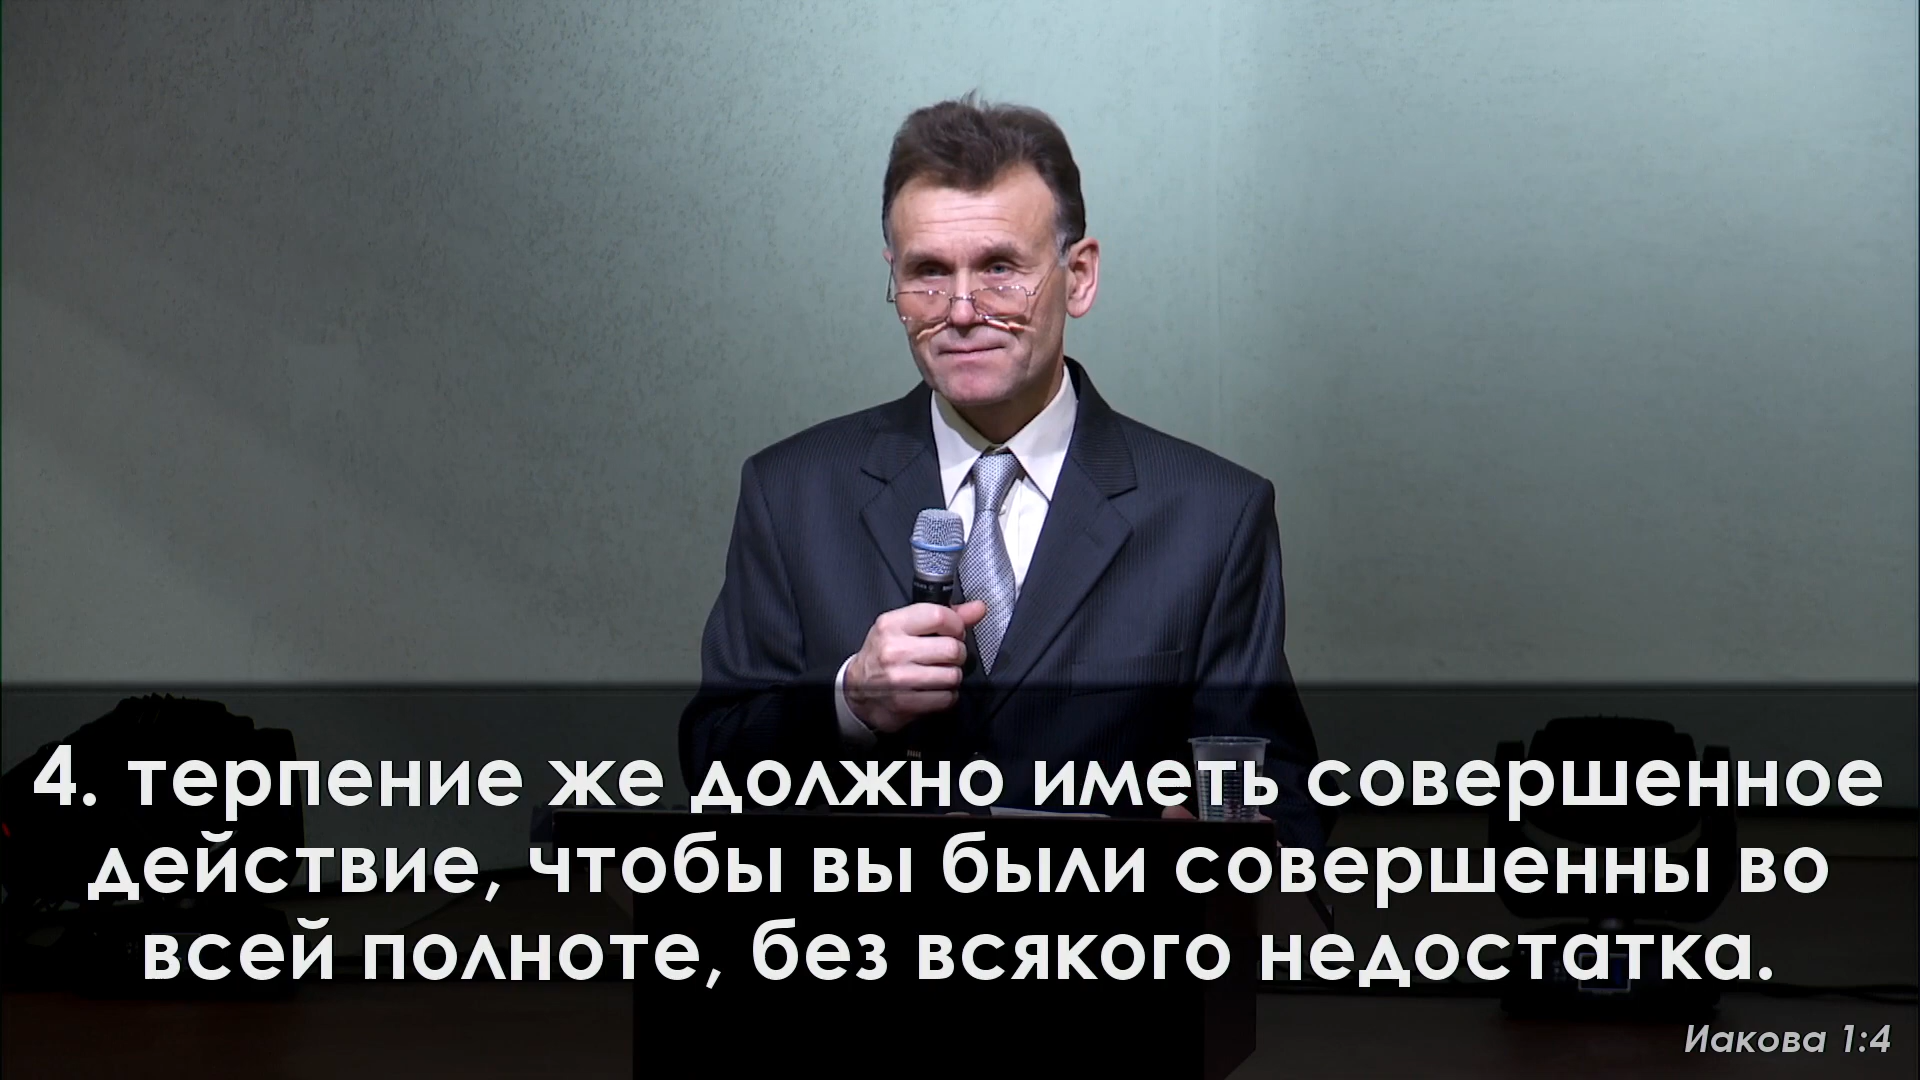 4. терпение же должно иметь совершенное
действие, чтобы вы были совершенны во
всей полноте, без всякого недостатка.
Иакова 1:4